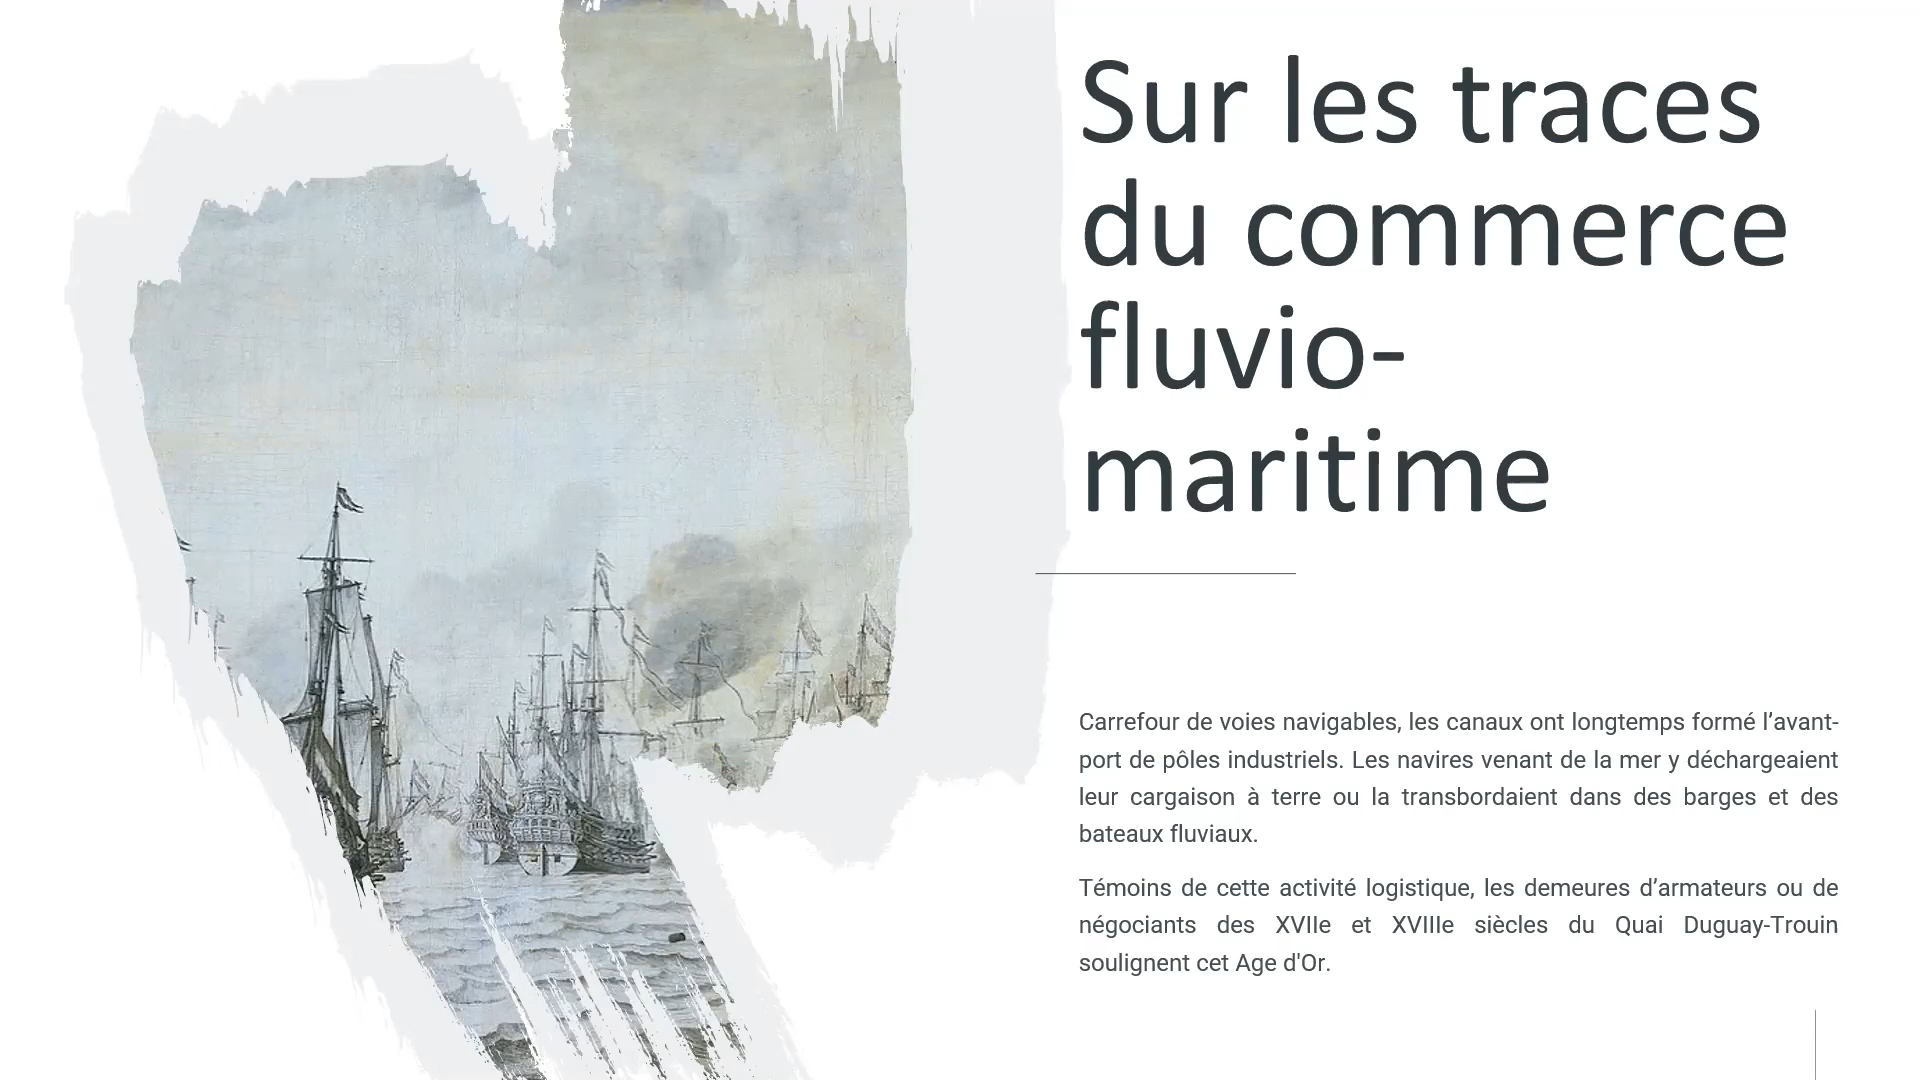 Sur les traces
du commerce
fluvio-
maritime
Carrefour de voies navigables, les canaux ont longtemps formé l’avant-
port de pôles industriels. Les navires venant de la mer y déchargeaient
leur cargaison à terre ou la transbordaient dans des barges et des
bateaux fluviaux.
Témoins de cette activité logistique, les demeures d’armateurs ou de
négociants des XVIIe et XVIIIe siècles du Quai Duguay-Trouin
soulignent cet Age d'Or.